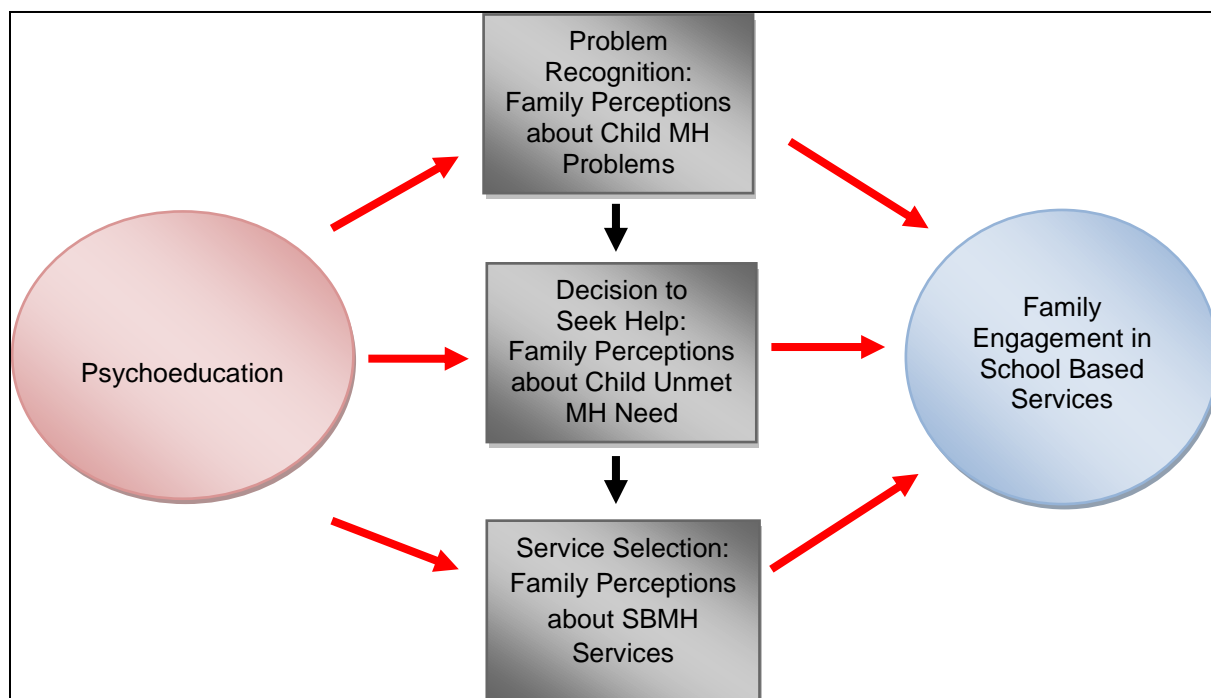 Problem
Recognition:
Family Perceptions
about Child MH
Problems
Psychoeducation
Decision to
Seek Help:
Family Perceptions
about Child Unmet
MH Need
Family
Engagement in
School Based
Services
Service Selection:
Family Perceptions
about SBMH
Services